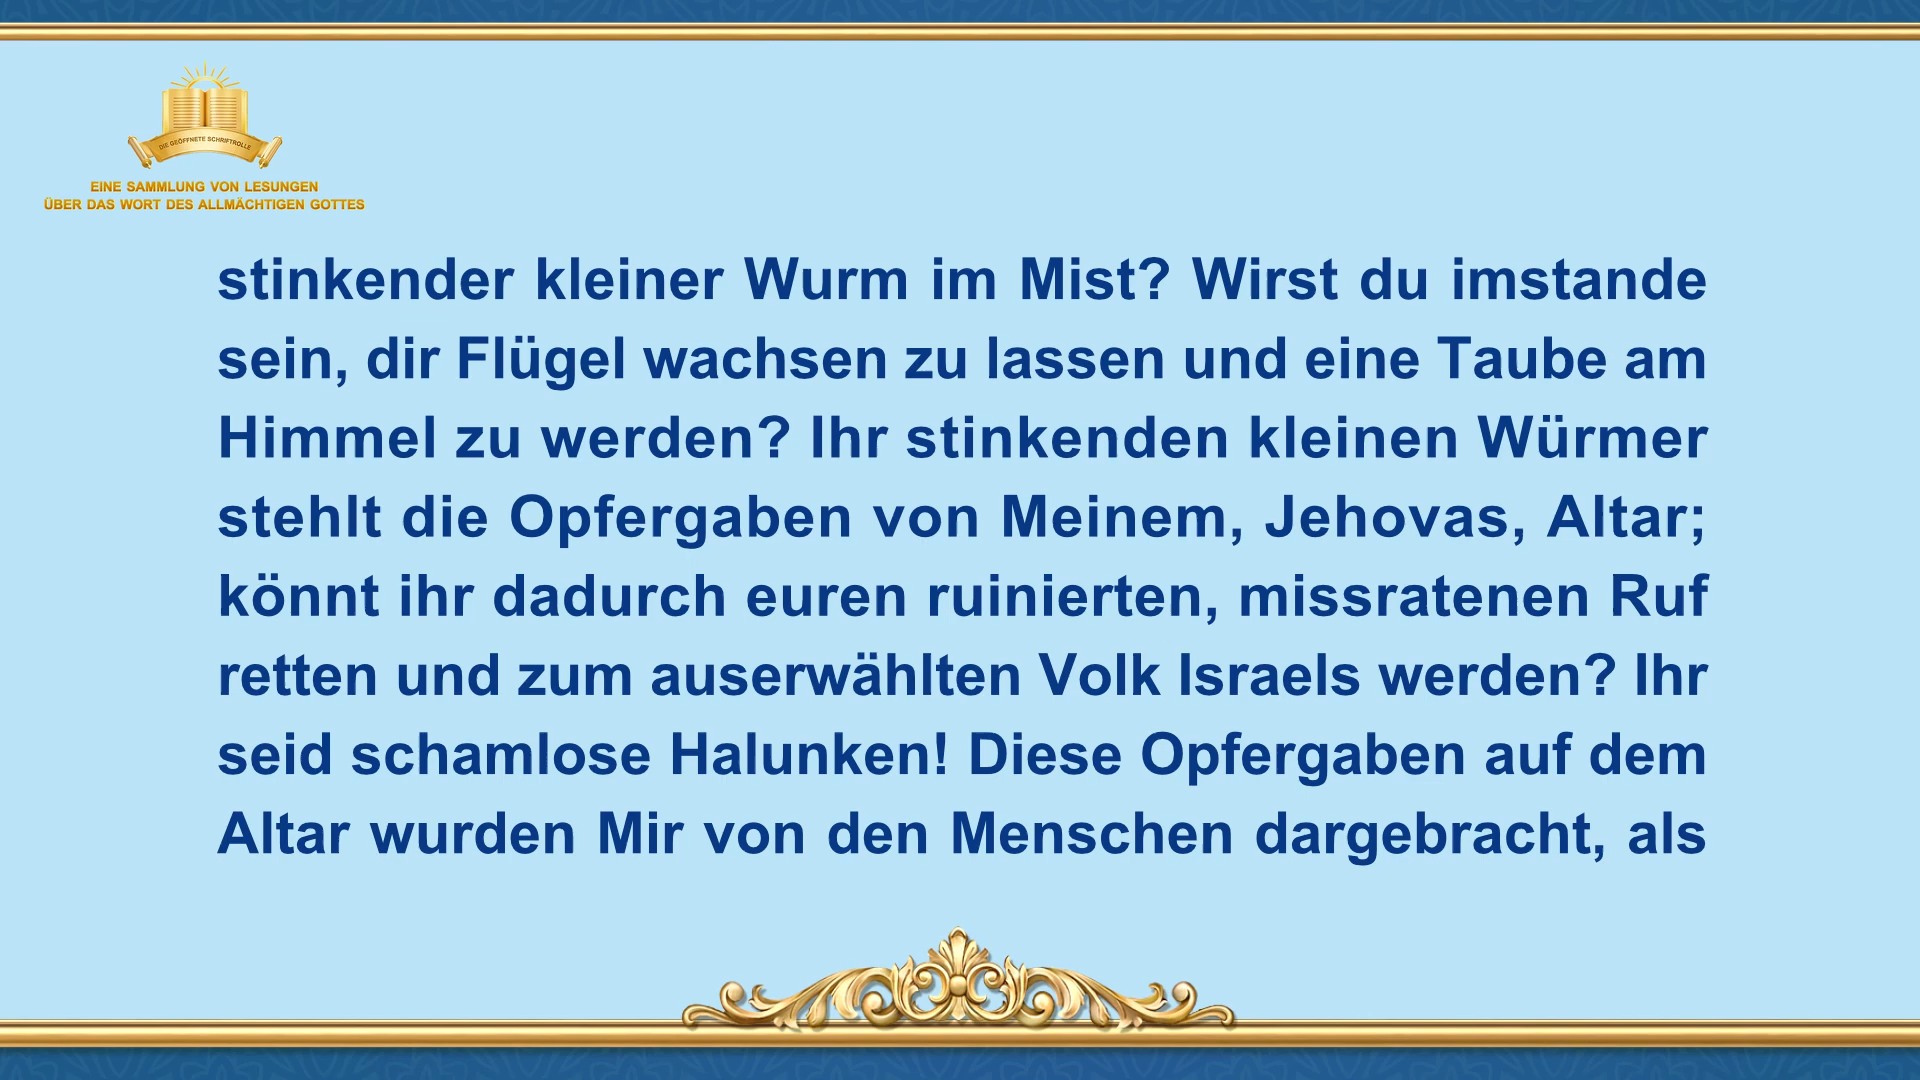 DIE GEÖFFNETE SCHRIFTROLLE
EINE SAMMLUNG VON LESUNGEN
ÜBER DAS WORT DES ALLMÄCHTIGEN GOTTES
stinkender kleiner Wurm im Mist? Wirst du imstande
sein, dir Flügel wachsen zu lassen und eine Taube am
Himmel zu werden? Ihr stinkenden kleinen Würmer
stehlt die Opfergaben von Meinem, Jehovas, Altar;
könnt ihr dadurch euren ruinierten, missratenen Ruf
retten und zum auserwählten Volk Israels werden? Ihr
seid schamlose Halunken! Diese Opfergaben auf dem
Altar wurden Mir von den Menschen dargebracht, als